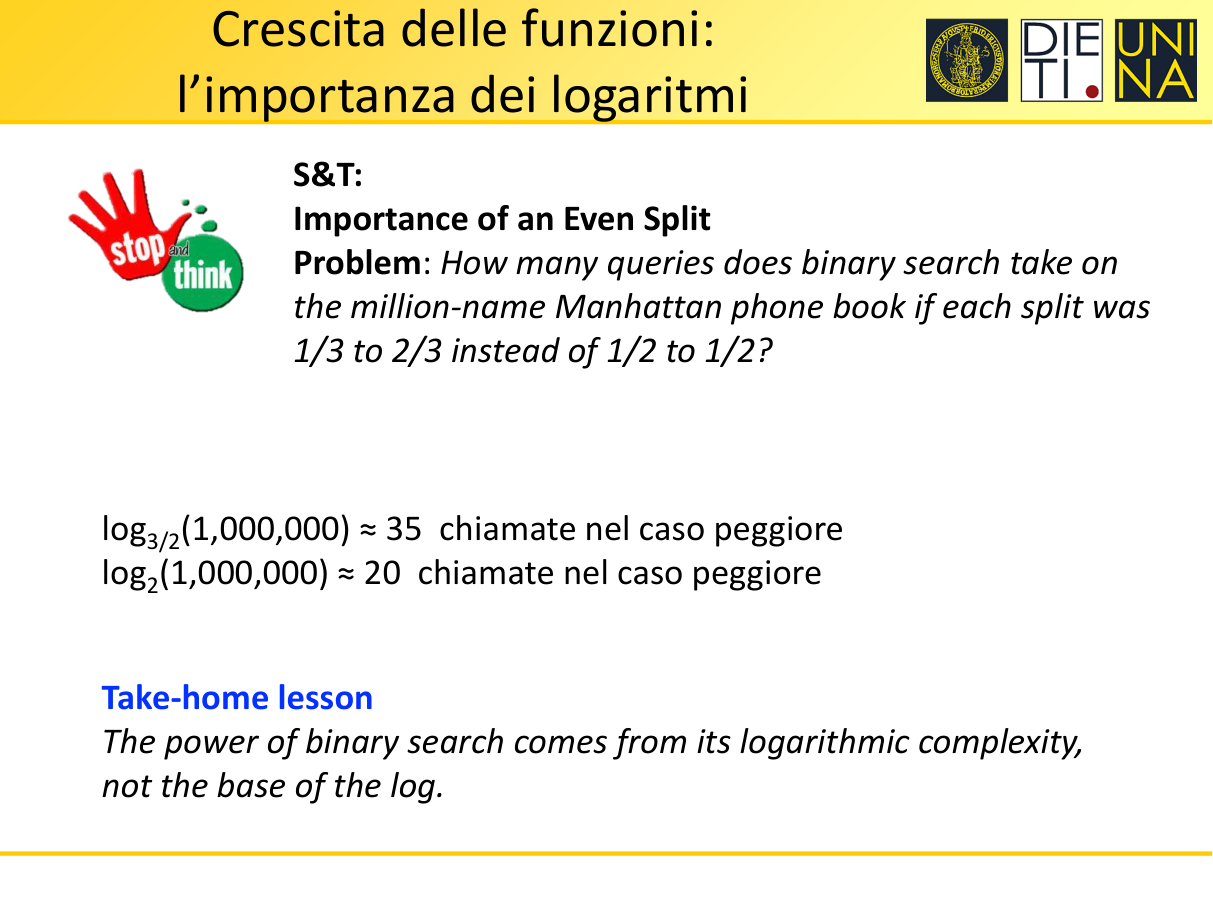 Crescita delle funzioni:
l’importanza dei logaritmi
DIE
TI.
UNI
NA
stop and
think
S&T:
Importance of an Even Split
Problem: How many queries does binary search take on
the million-name Manhattan phone book if each split was
1/3 to 2/3 instead of 1/2 to 1/2?
log3/2(1,000,000) ≈ 35 chiamate nel caso peggiore
log2(1,000,000) ≈ 20 chiamate nel caso peggiore
Take-home lesson
The power of binary search comes from its logarithmic complexity,
not the base of the log.